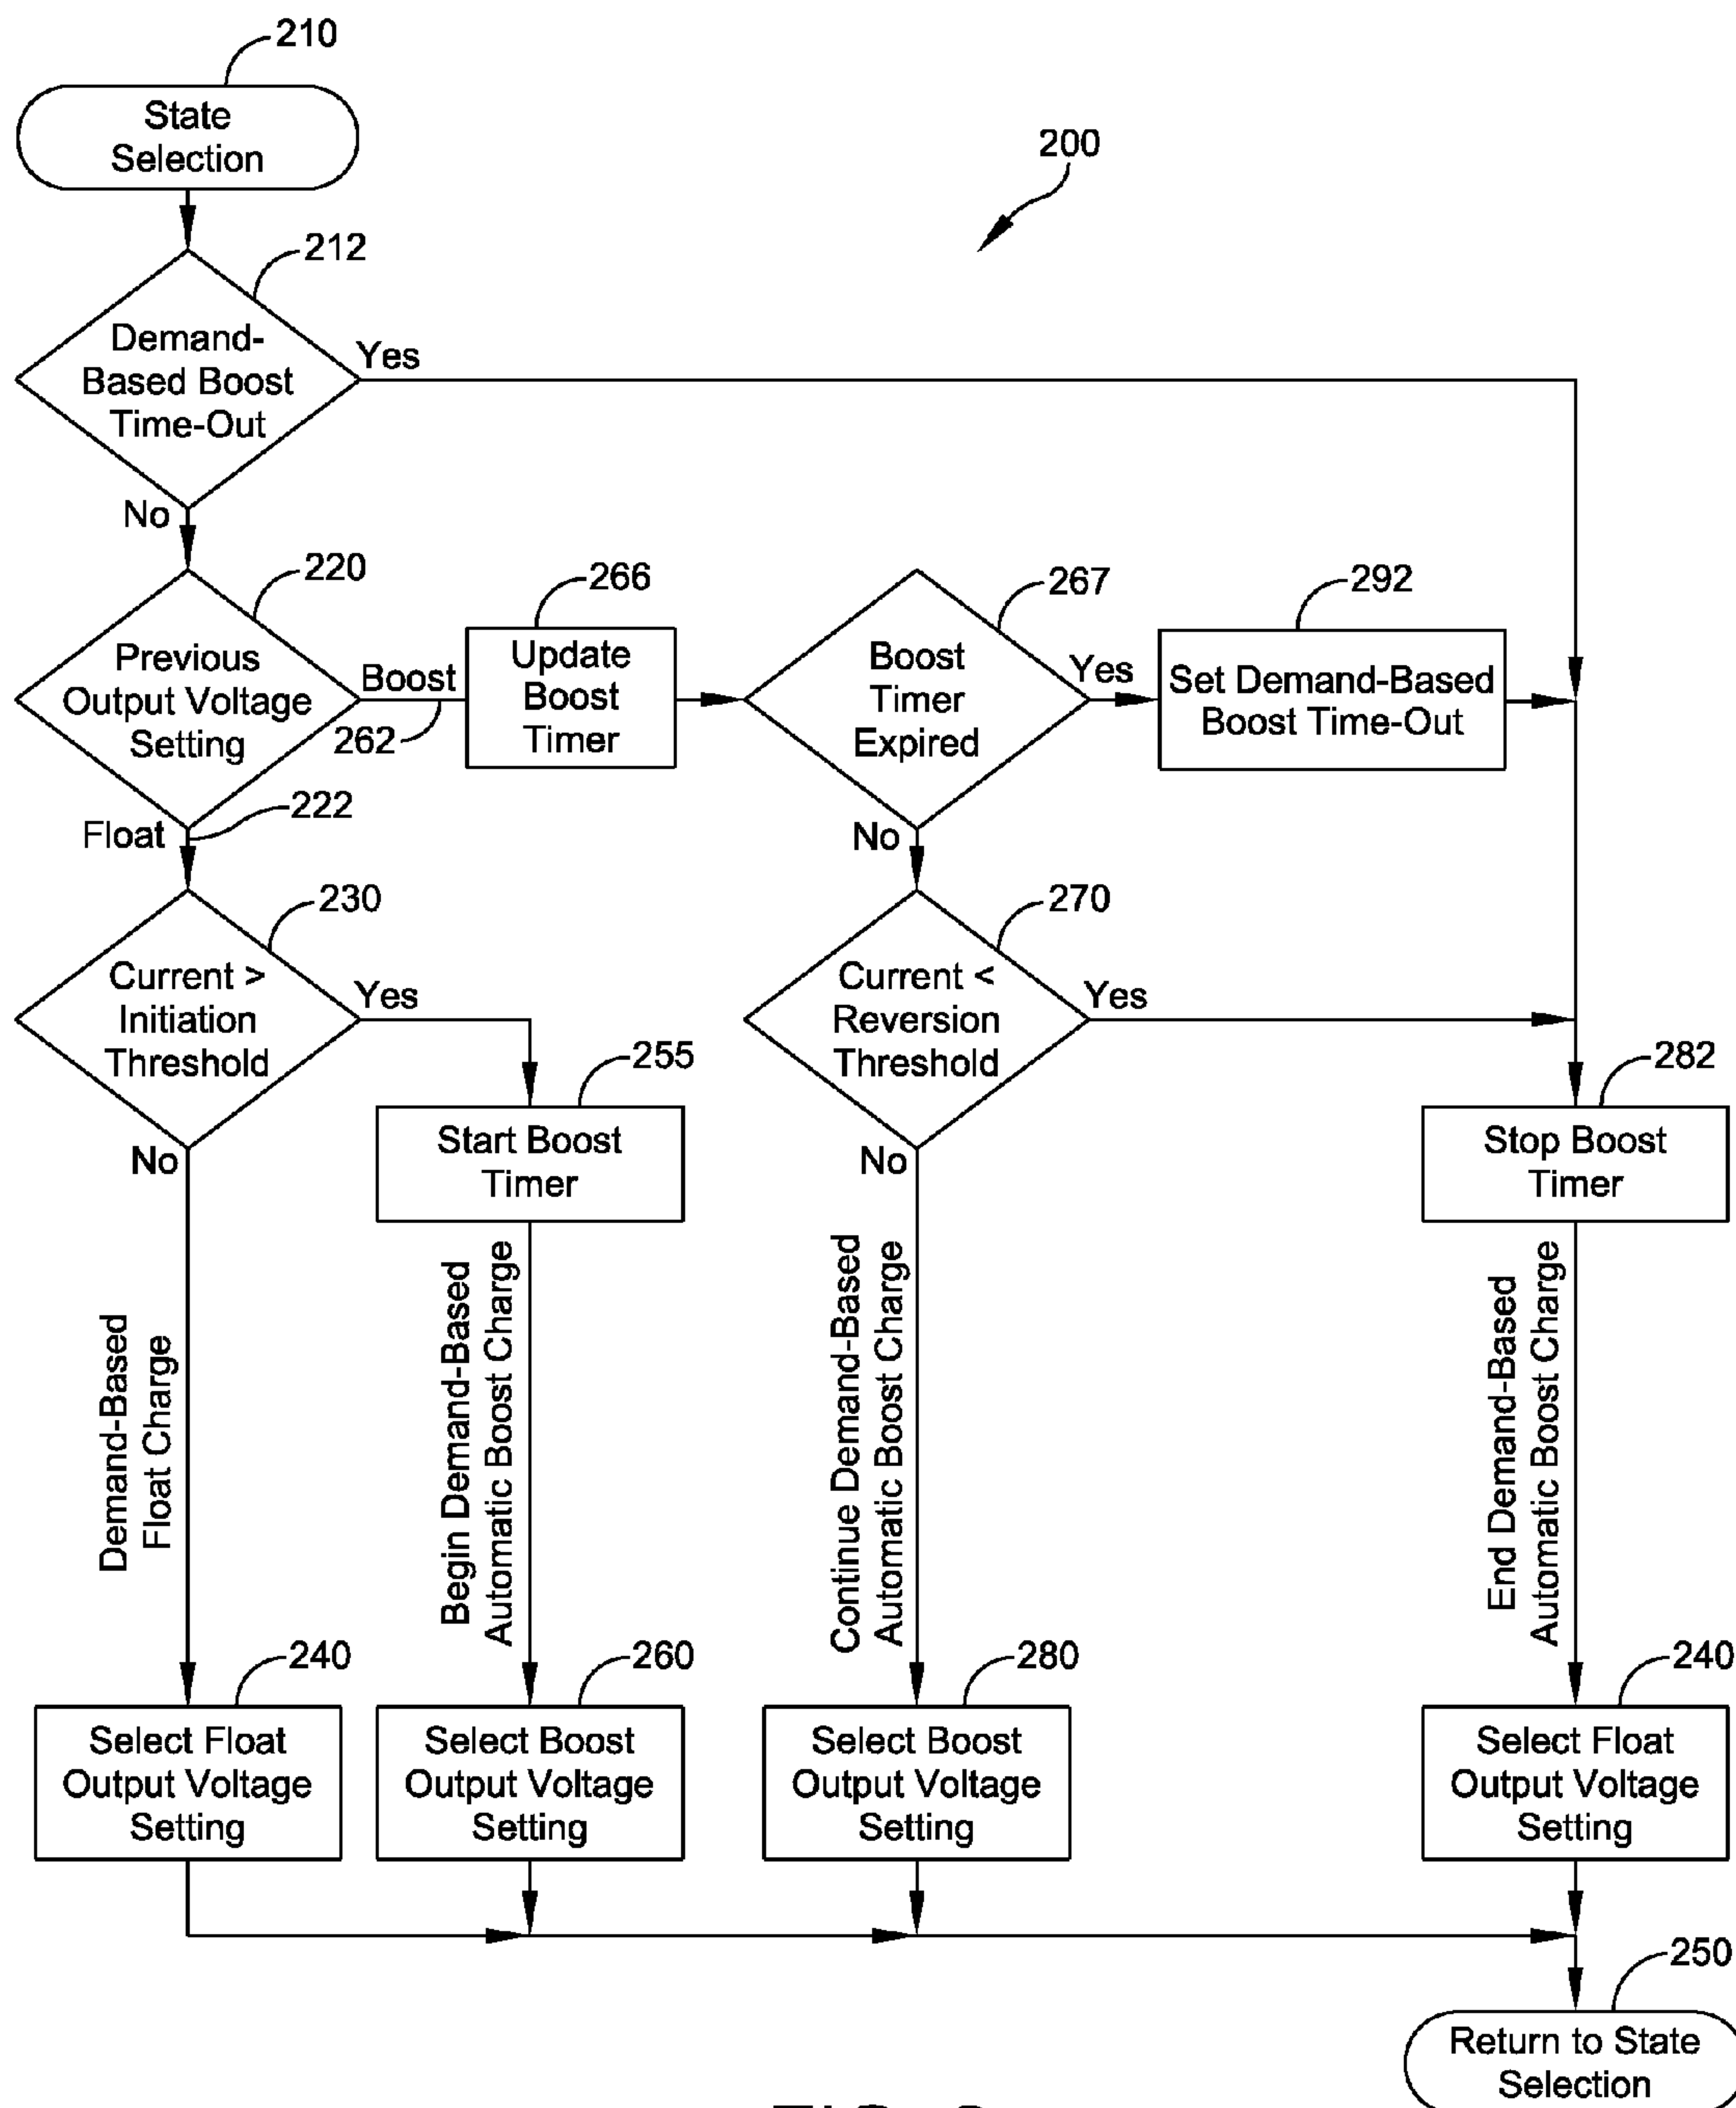 210
State
Selection
200
212
Demand-
Based Boost
Time-Out
Yes
No
220
Previous
Output Voltage
Setting
Boost
262
266
Update
Boost
Timer
267
Boost
Timer
Expired
Yes
292
Set Demand-Based
Boost Time-Out
Float
222
No
230
Current >
Initiation
Threshold
Yes
255
Start Boost
Timer
270
Current <
Reversion
Threshold
Yes
282
Stop Boost
Timer
No
No
Demand-Based
Float Charge
Begin Demand-Based
Automatic Boost Charge
Continue Demand-Based
Automatic Boost Charge
End Demand-Based
Automatic Boost Charge
240
Select Float
Output Voltage
Setting
260
Select Boost
Output Voltage
Setting
280
Select Boost
Output Voltage
Setting
240
Select Float
Output Voltage
Setting
250
Return to State
Selection